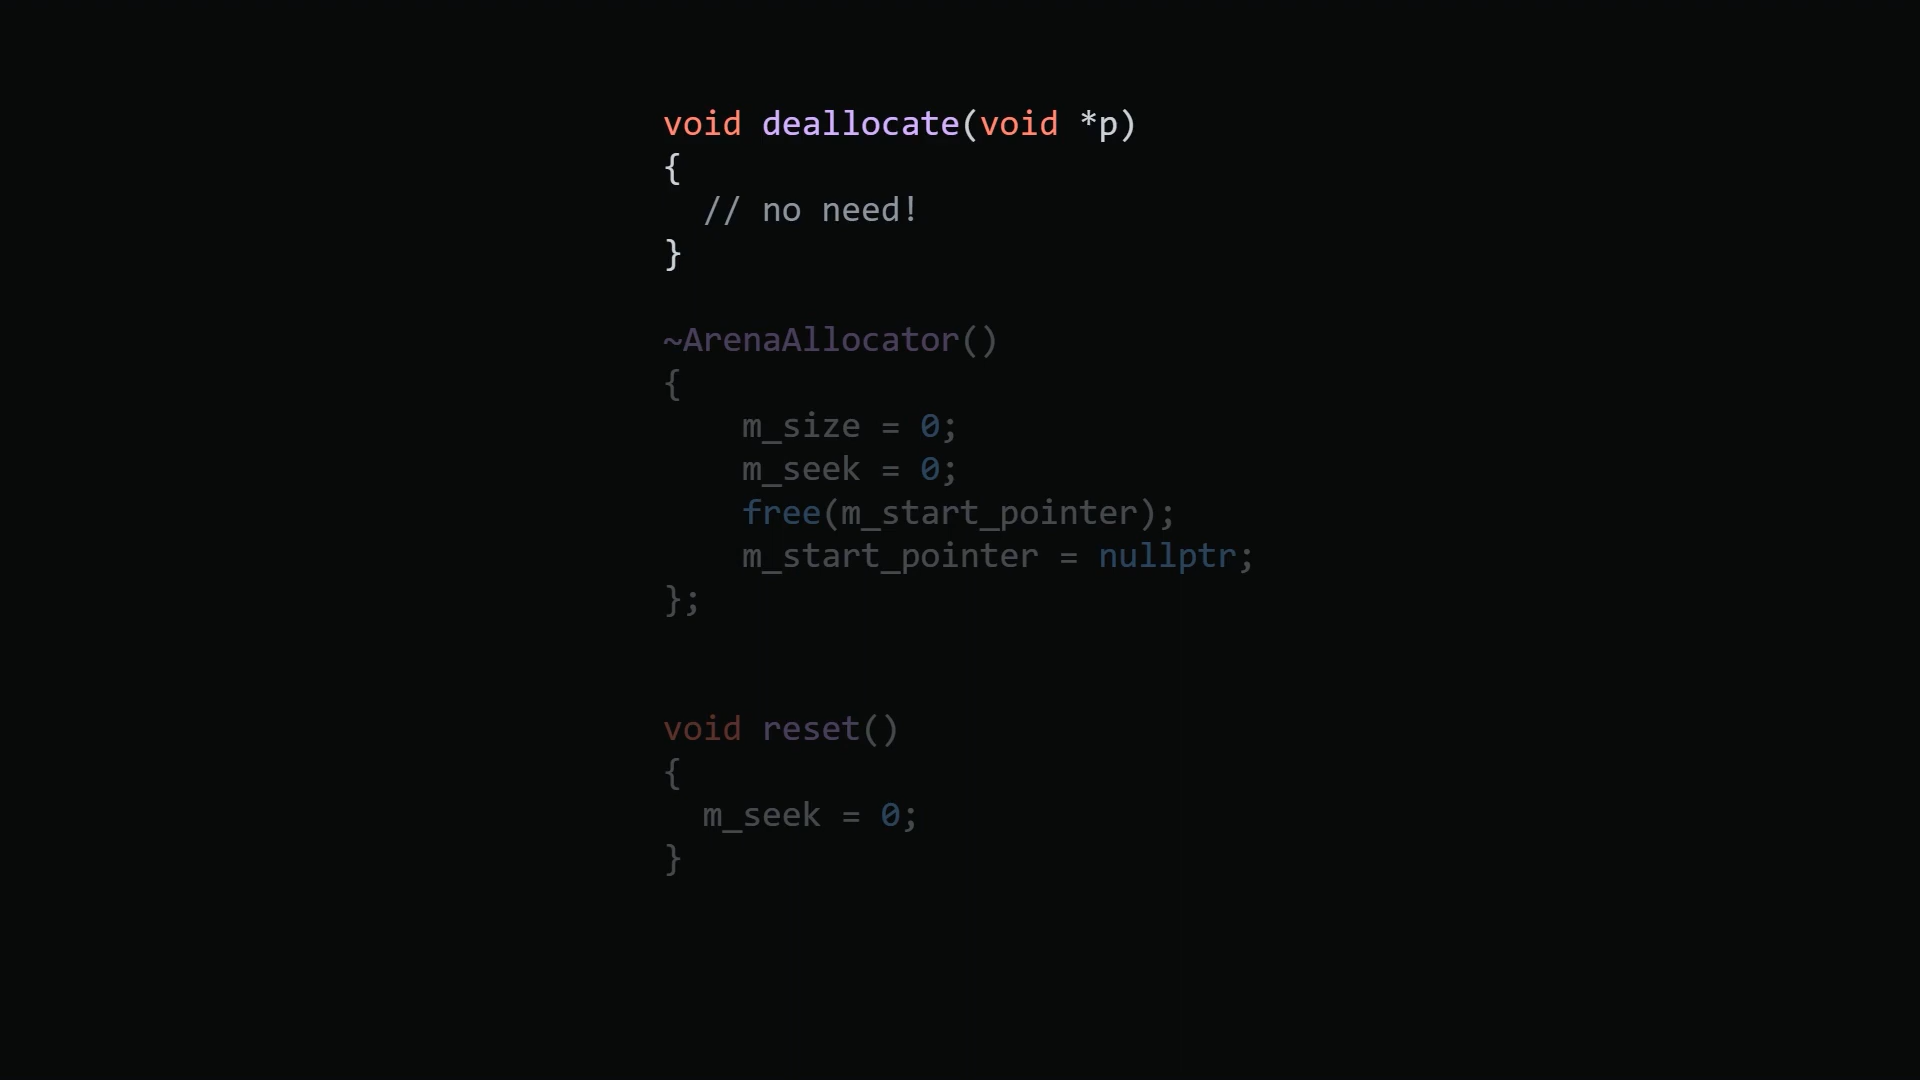 void deallocate(void *p)
{
  // no need!
}
~ArenaAllocator()
{
    m_size = 0;
    m_seek = 0;
    free(m_start_pointer);
    m_start_pointer = nullptr;
};
void reset()
{
  m_seek = 0;
}